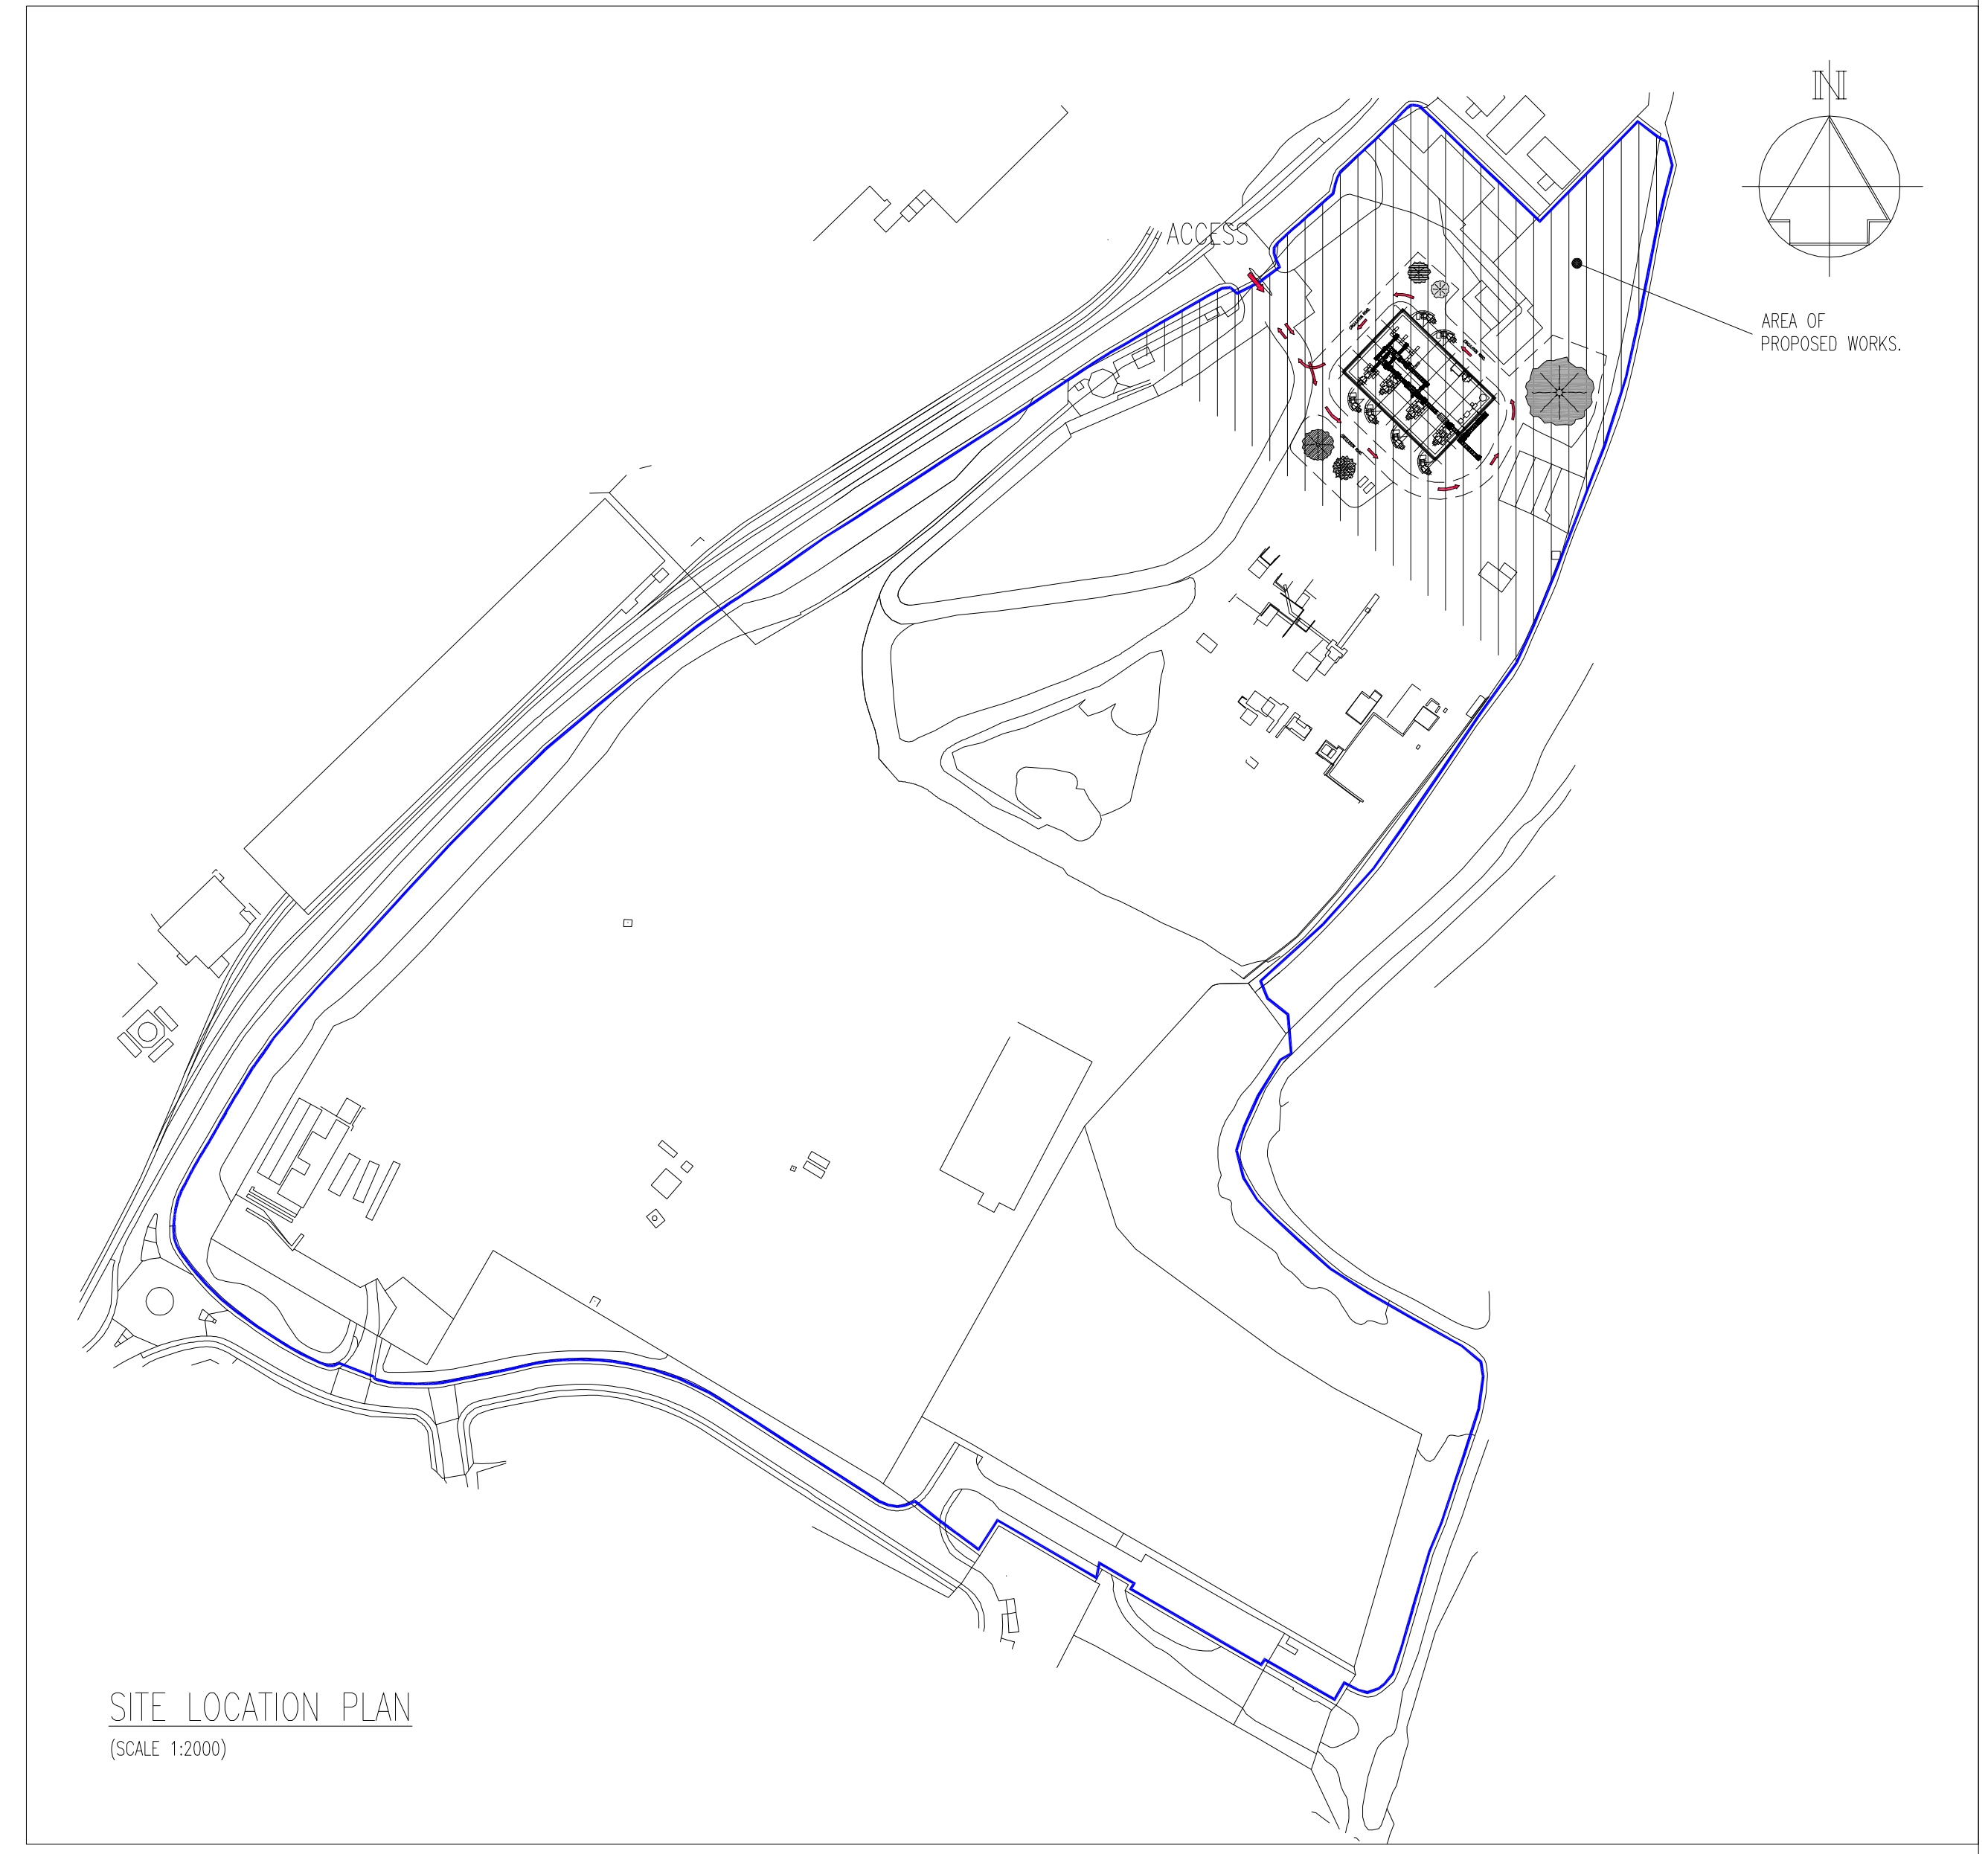 N
ACCESS
AREA OF
PROPOSED WORKS.
SITE LOCATION PLAN
(SCALE 1:2000)